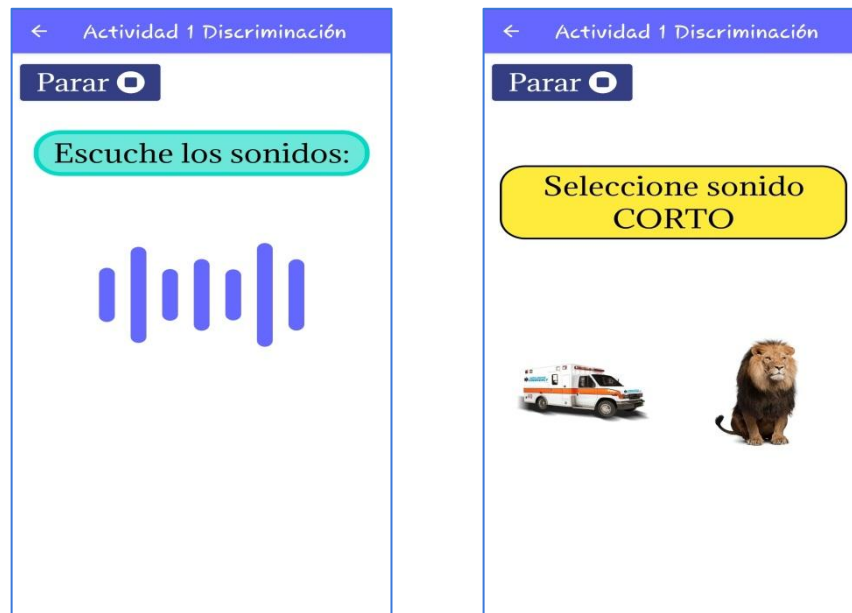 Actividad 1 Discriminación
Parar
Escuche los sonidos:
Actividad 1 Discriminación
Parar
Seleccione sonido
CORTO